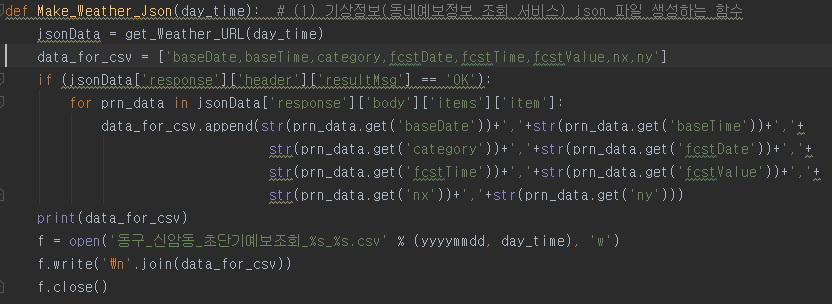 def Make_Weather_Json(day_time):  # (1) 기상정보(동네예보정보 조회 서비스) json 파일 생성하는 함수
    jsonData = get_Weather_URL(day_time)
    data_for_csv = ['baseDate,baseTime,category,fcstDate,fcstTime,fcstValue,nx,ny']
    if (jsonData['response']['header']['resultMsg'] == 'OK'):
        for prn_data in jsonData['response']['body']['items']['item']:
            data_for_csv.append(str(prn_data.get('baseDate'))+','+str(prn_data.get('baseTime'))+','+
                                str(prn_data.get('category'))+','+str(prn_data.get('fcstDate'))+','+
                                str(prn_data.get('fcstTime'))+','+str(prn_data.get('fcstValue'))+','+
                                str(prn_data.get('nx'))+','+str(prn_data.get('ny')))
    print(data_for_csv)
    f = open('동구_신암동_초단기예보조회_%s_%s.csv' % (yyyymmdd, day_time), 'w')
    f.write('₩n'.join(data_for_csv))
    f.close()